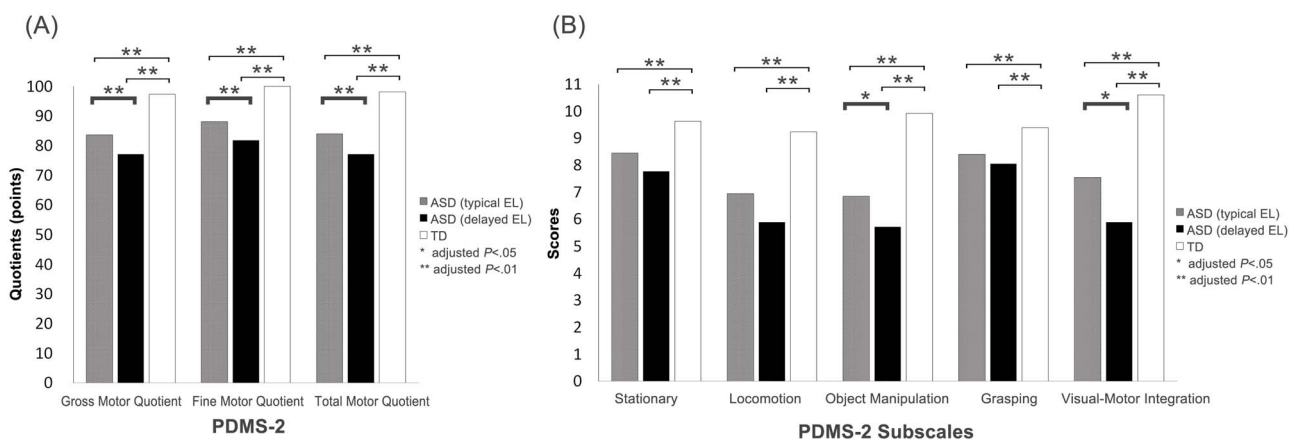 (A)
** ** **
** ** **
** ** **
100
90
80
70
60
50
40
30
20
10
0
Quotients (points)
Gross Motor Quotient Fine Motor Quotient Total Motor Quotient
PDMS-2
ASD (typical EL)
ASD (delayed EL)
TD
* adjusted P<.05
** adjusted P<.01
(B)
** ** ** ** **
** ** ** ** **
* *
11
10
9
8
7
6
5
4
3
2
1
0
Scores
Stationary Locomotion Object Manipulation Grasping Visual-Motor Integration
PDMS-2 Subscales
ASD (typical EL)
ASD (delayed EL)
TD
* adjusted P<.05
** adjusted P<.01